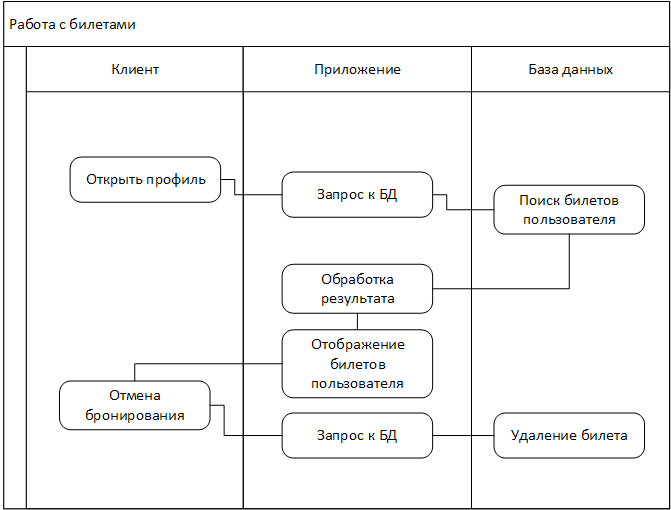 Работа с билетами
Клиент
Приложение
База данных
Открыть профиль
Запрос к БД
Поиск билетов
пользователя
Обработка
результата
Отображение
билетов
пользователя
Отмена
бронирования
Запрос к БД
Удаление билета